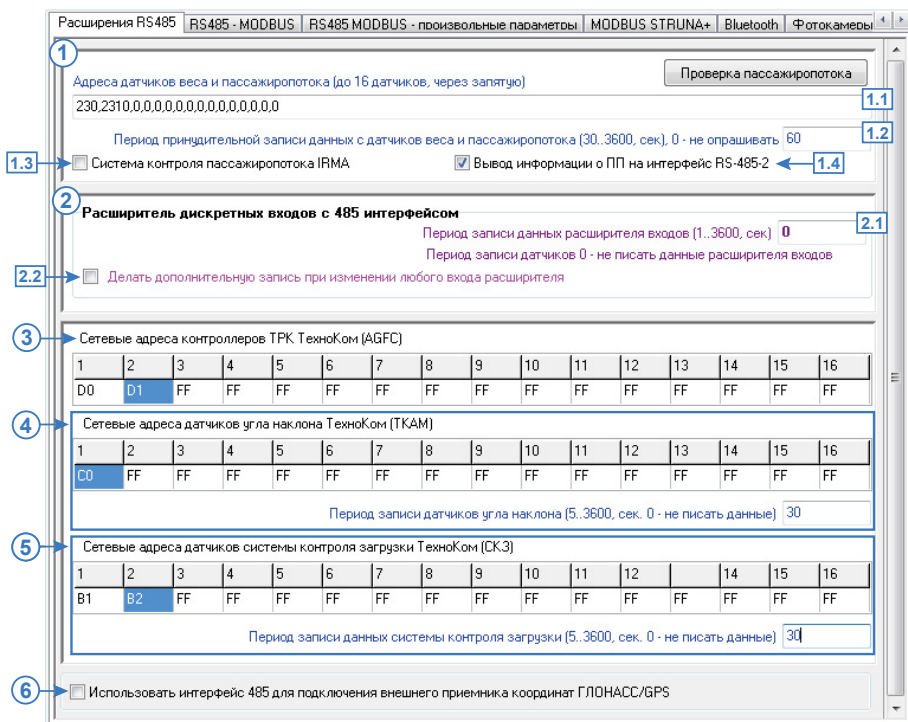 Расширения RS485 RS485 - MODBUS RS485 MODBUS - произвольные параметры MODBUS STRUNA+ Bluetooth Фотокамеры
1
Адреса датчиков веса и пассажиропотока (до 16 датчиков, через запятую) Проверка пассажиропотока
230,2310,0,0,0,0,0,0,0,0,0,0,0,0,0,0 1.1
Период принудительной записи данных с датчиков веса и пассажиропотока (30..3600, сек), 0 - не опрашивать 60 1.2
1.3 Система контроля пассажиропотока IRMA Вывод информации о ПП на интерфейс RS-485-2 1.4
2
Расширитель дискретных входов с 485 интерфейсом
Период записи данных расширителя входов (1..3600, сек) 0 2.1
Период записи датчиков 0 - не писать данные расширителя входов
2.2 Делать дополнительную запись при изменении любого входа расширителя
3 Сетевые адреса контроллеров ТРК ТехноКом (AGFC)
1 2 3 4 5 6 7 8 9 10 11 12 13 14 15 16
D0 D1 FF FF FF FF FF FF FF FF FF FF FF FF FF FF
4 Сетевые адреса датчиков угла наклона ТехноКом (TKAM)
1 2 3 4 5 6 7 8 9 10 11 12 13 14 15 16
C0 FF FF FF FF FF FF FF FF FF FF FF FF FF FF FF
Период записи датчиков угла наклона (5..3600, сек. 0 - не писать данные) 30
5 Сетевые адреса датчиков системы контроля загрузки ТехноКом (СКЗ)
1 2 3 4 5 6 7 8 9 10 11 12 14 15 16
B1 B2 FF FF FF FF FF FF FF FF FF FF FF FF FF FF
Период записи данных системы контроля загрузки (5..3600, сек. 0 - не писать данные) 30
6 Использовать интерфейс 485 для подключения внешнего приемника координат ГЛОНАСС/GPS